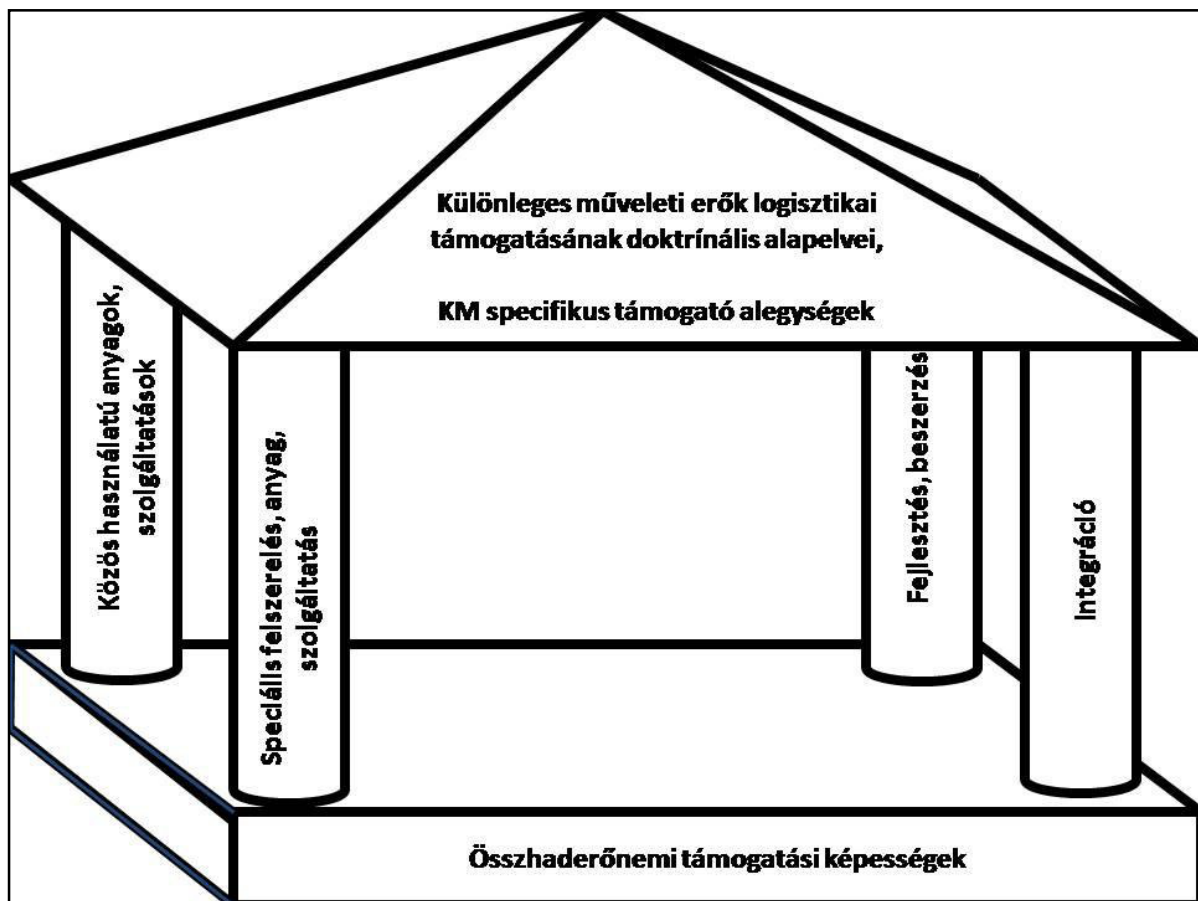 Különleges műveleti erők logisztikai
támogatásának doktrínális alapelvei,
KM specifikus támogató alegységek
Közös használatú anyagok,
szolgáltatások
Speciális felszerelés, anyag,
szolgáltatás
Fejlesztés, beszerzés
Integráció
Összhaderőnemi támogatási képességek